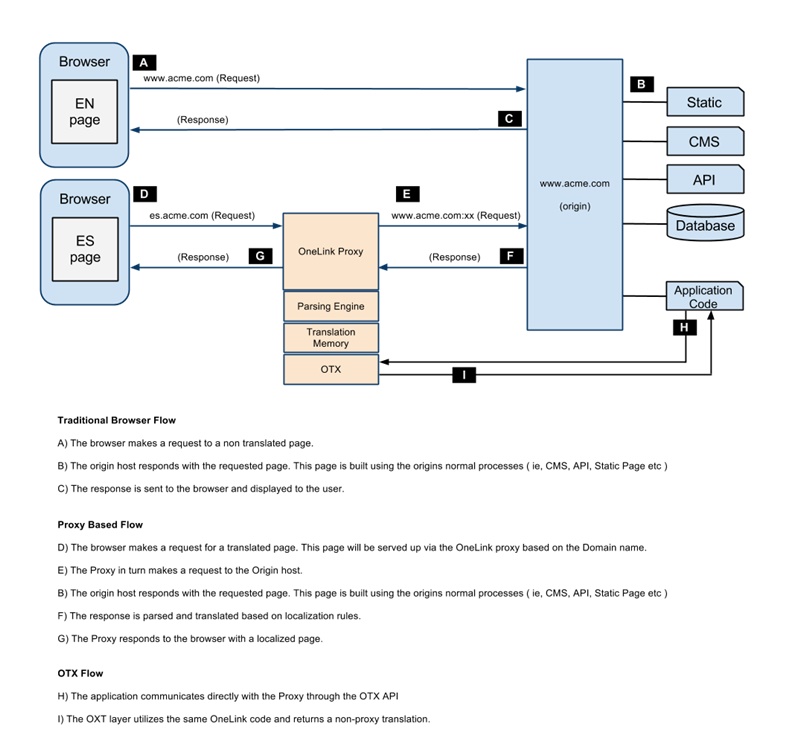 Browser
A
www.acme.com (Request)
EN
page
(Response)
C
B
Static
CMS
API
Database
www.acme.com
(origin)
Browser
D
es.acme.com (Request)
ES
page
(Response)
G
E
www.acme.com:xx (Request)
OneLink Proxy
(Response)
F
Parsing Engine
Translation
Memory
OTX
Application
Code
H
I
Traditional Browser Flow
A) The browser makes a request to a non translated page.
B) The origin host responds with the requested page. This page is built using the origins normal processes ( ie, CMS, API, Static Page etc )
C) The response is sent to the browser and displayed to the user.
Proxy Based Flow
D) The browser makes a request for a translated page. This page will be served up via the OneLink proxy based on the Domain name.
E) The Proxy in turn makes a request to the Origin host.
B) The origin host responds with the requested page. This page is built using the origins normal processes ( ie, CMS, API, Static Page etc )
F) The response is parsed and translated based on localization rules.
G) The Proxy responds to the browser with a localized page.
OTX Flow
H) The application communicates directly with the Proxy through the OTX API
I) The OXT layer utilizes the same OneLink code and returns a non-proxy translation.